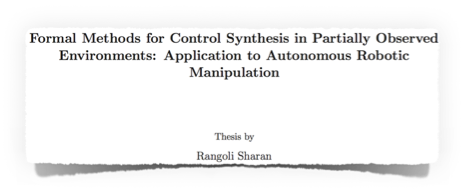 Formal Methods for Control Synthesis in Partially Observed
Environments: Application to Autonomous Robotic
Manipulation
Thesis by
Rangoli Sharan